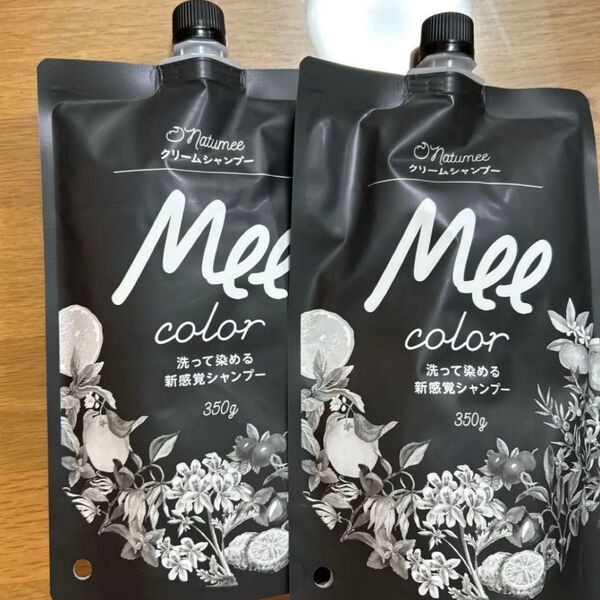 Natumee
クリームシャンプー
Mee
color
洗って染める
新感覚シャンプー
350g
Natumee
クリームシャンプー
Mee
color
洗って染める
新感覚シャンプー
350g